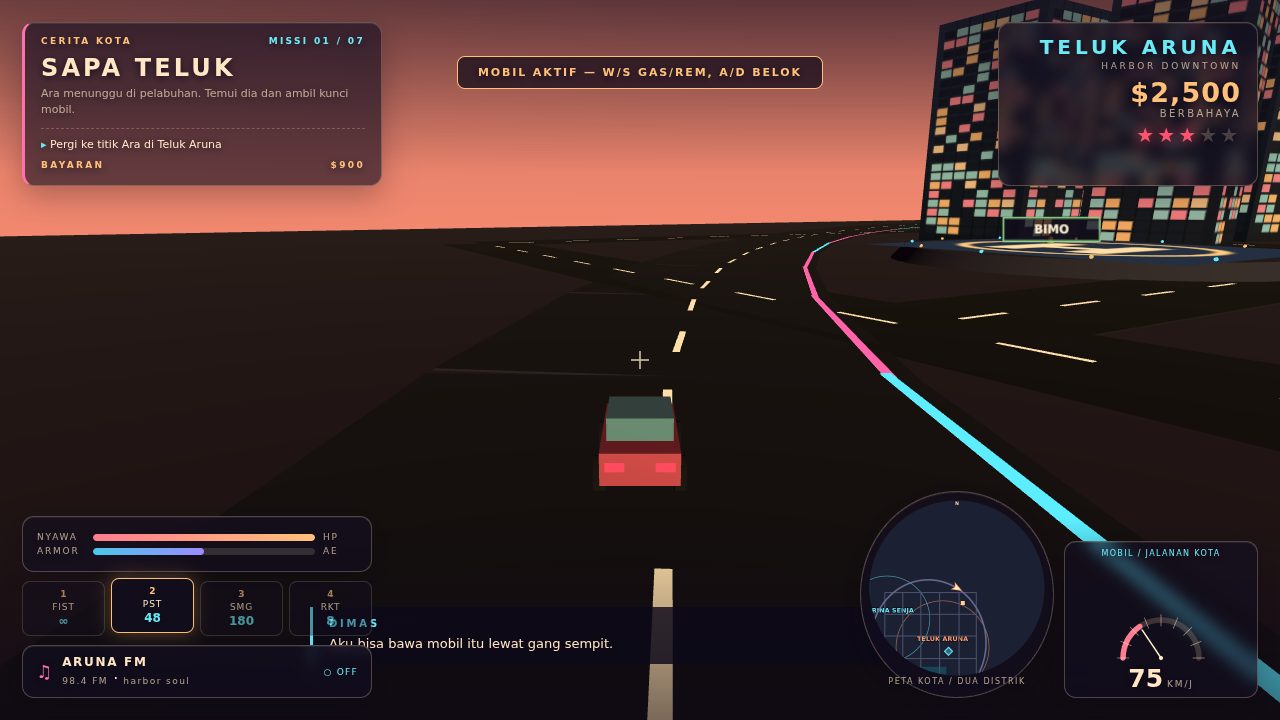 CERITA KOTA
MISSI 01 / 07
SAPA TELUK
Ara menunggu di pelabuhan. Temui dia dan ambil kunci
mobil.
▸ Pergi ke titik Ara di Teluk Aruna
BAYARAN
$900
MOBIL AKTIF — W/S GAS/REM, A/D BELOK
TELUK ARUNA
HARBOR DOWNTOWN
$2,500
BERBAHAYA
★★★★★
BIMO
NYAWA
HP
ARMOR
AE
1
FIST
∞
2
PST
48
3
SMG
180
4
RKT
8
DIMAS
Aku bisa bawa mobil itu lewat gang sempit.
♫
ARUNA FM
98.4 FM · harbor soul
○ OFF
N
BINA SENJA
TELUK ARUNA
PETA KOTA / DUA DISTRIK
MOBIL / JALANAN KOTA
75 KM/J